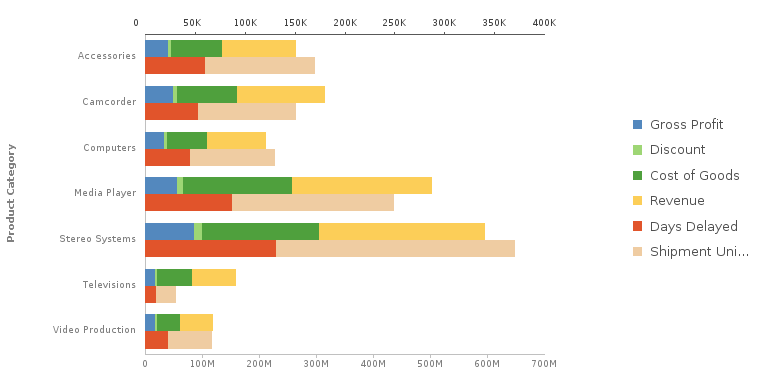 0 50K 100K 150K 200K 250K 300K 350K 400K
Product Category
Accessories
Camcorder
Computers
Media Player
Stereo Systems
Televisions
Video Production
0 100M 200M 300M 400M 500M 600M 700M
Gross Profit
Discount
Cost of Goods
Revenue
Days Delayed
Shipment Uni...